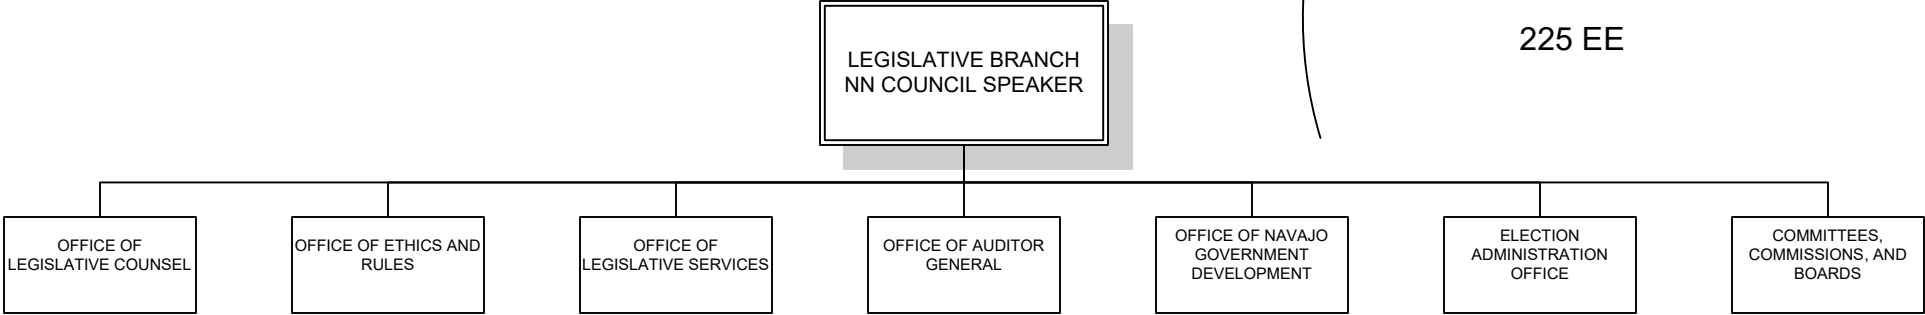 LEGISLATIVE BRANCH
NN COUNCIL SPEAKER
225 EE
OFFICE OF
LEGISLATIVE COUNSEL
OFFICE OF ETHICS AND
RULES
OFFICE OF
LEGISLATIVE SERVICES
OFFICE OF AUDITOR
GENERAL
OFFICE OF NAVAJO
GOVERNMENT
DEVELOPMENT
ELECTION
ADMINISTRATION
OFFICE
COMMITTEES,
COMMISSIONS, AND
BOARDS